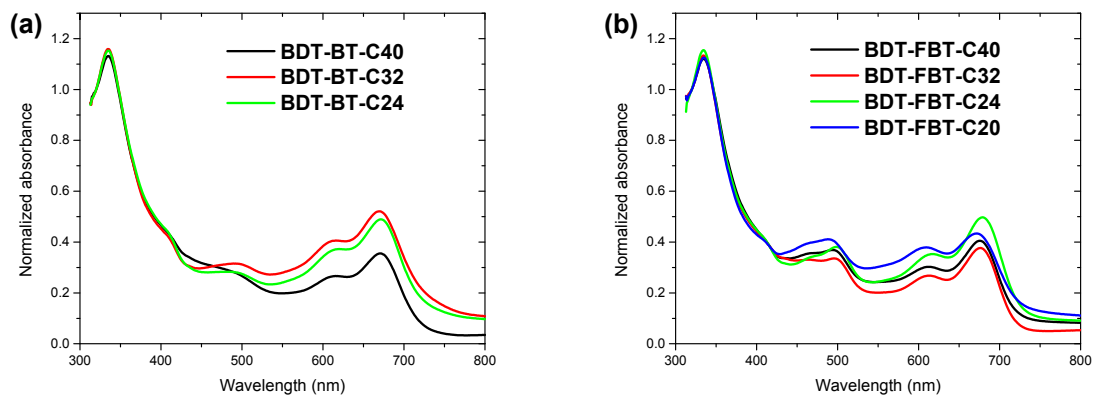 (a)
1.2
1.0
0.8
0.6
0.4
0.2
0.0
Normalized absorbance
BDT-BT-C40
BDT-BT-C32
BDT-BT-C24
300 400 500 600 700 800
Wavelength (nm)
(b)
1.2
1.0
0.8
0.6
0.4
0.2
0.0
Normalized absorbance
BDT-FBT-C40
BDT-FBT-C32
BDT-FBT-C24
BDT-FBT-C20
300 400 500 600 700 800
Wavelength (nm)